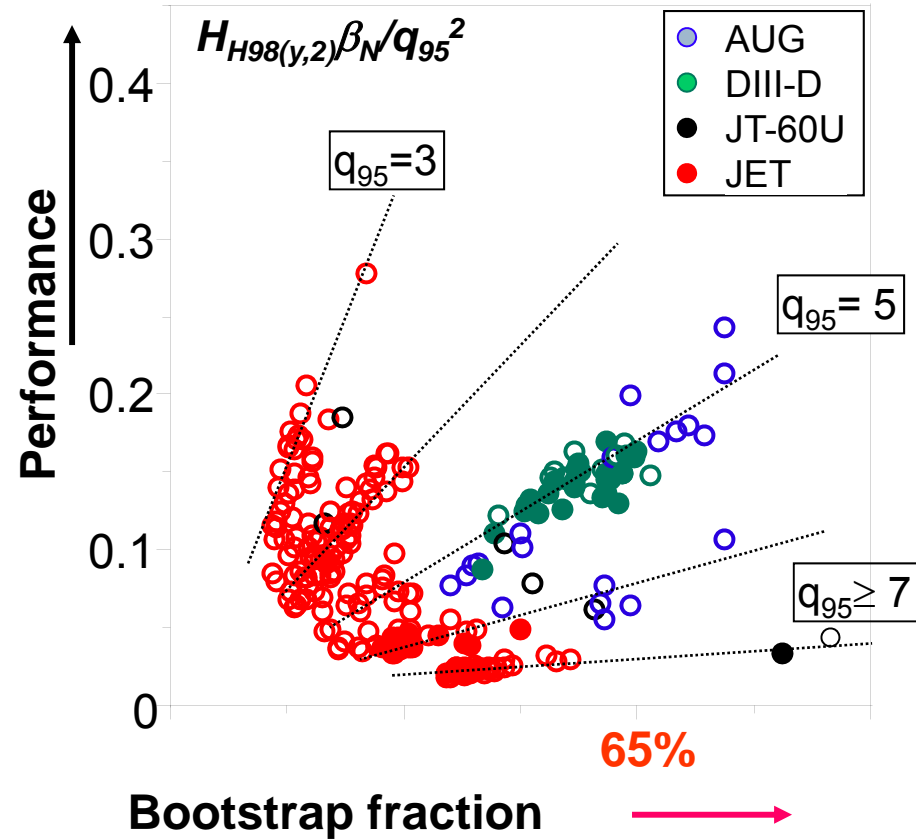 H_H98(y,2)β_N/q_95^2
AUG
DIII-D
JT-60U
JET
q_95=3
q_95= 5
q_95≥ 7
Performance
0.4
0.3
0.2
0.1
0
65%
Bootstrap fraction